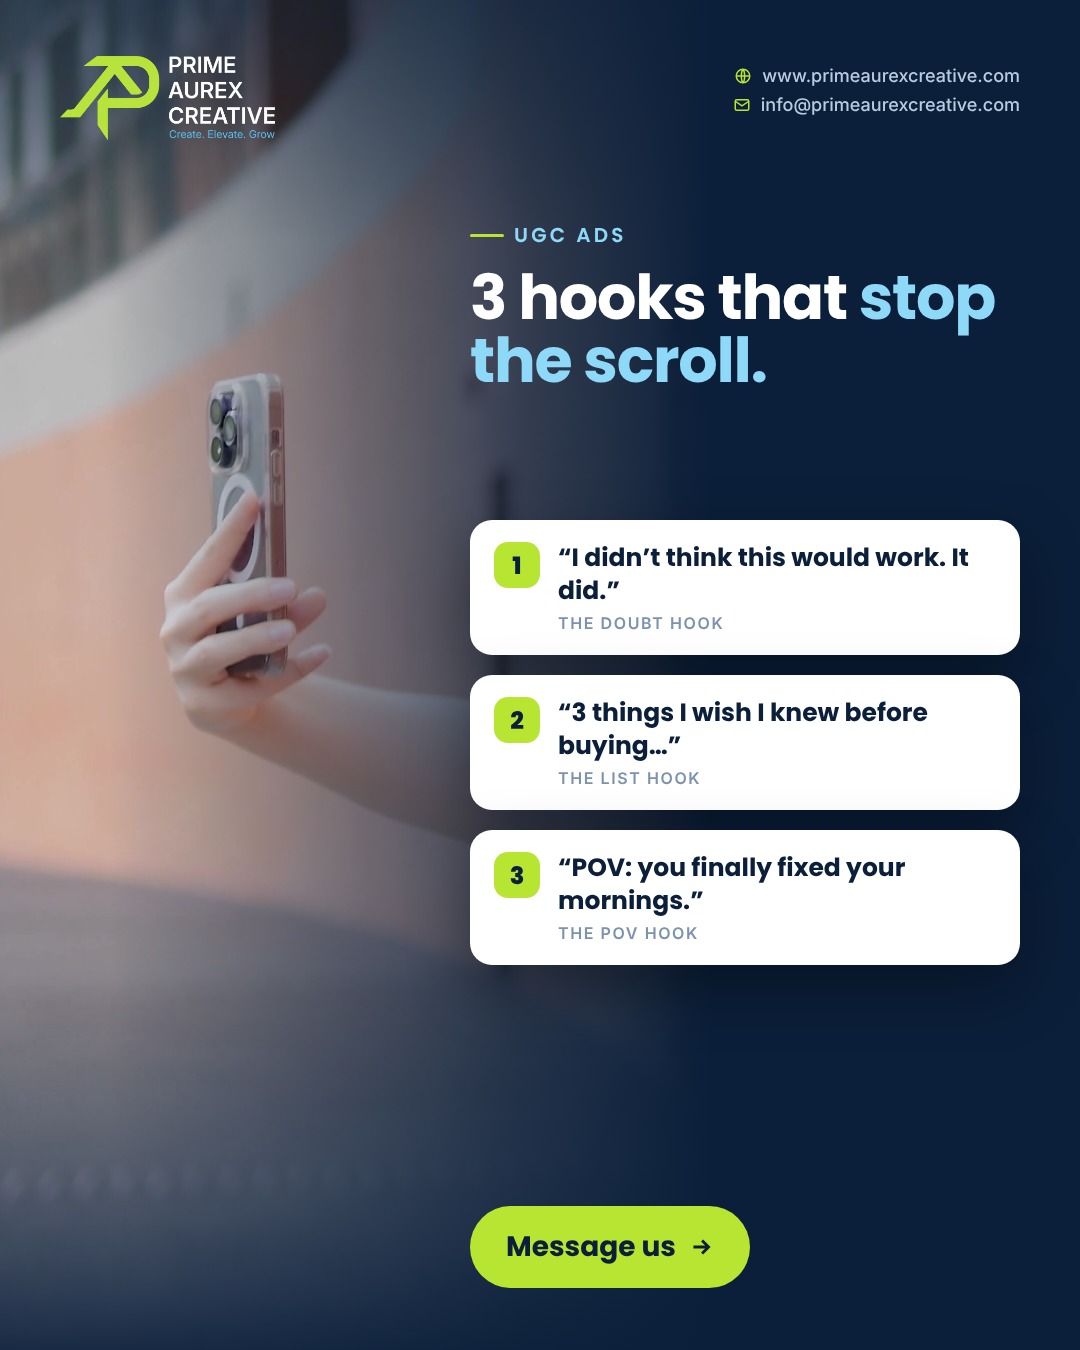 PRIME
AUREX
CREATIVE
Create. Elevate. Grow
www.primeaurexcreative.com
info@primeaurexcreative.com
UGC ADS
3 hooks that stop
the scroll.
1
“I didn’t think this would work. It
did.”
THE DOUBT HOOK
2
“3 things I wish I knew before
buying...”
THE LIST HOOK
3
“POV: you finally fixed your
mornings.”
THE POV HOOK
Message us →